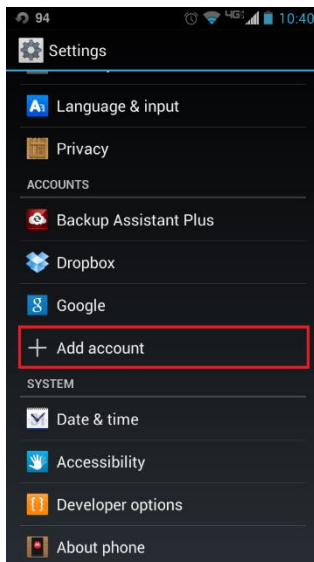 94 4G 10:40
Settings
Language & input
Privacy
ACCOUNTS
Backup Assistant Plus
Dropbox
Google
Add account
SYSTEM
Date & time
Accessibility
Developer options
About phone